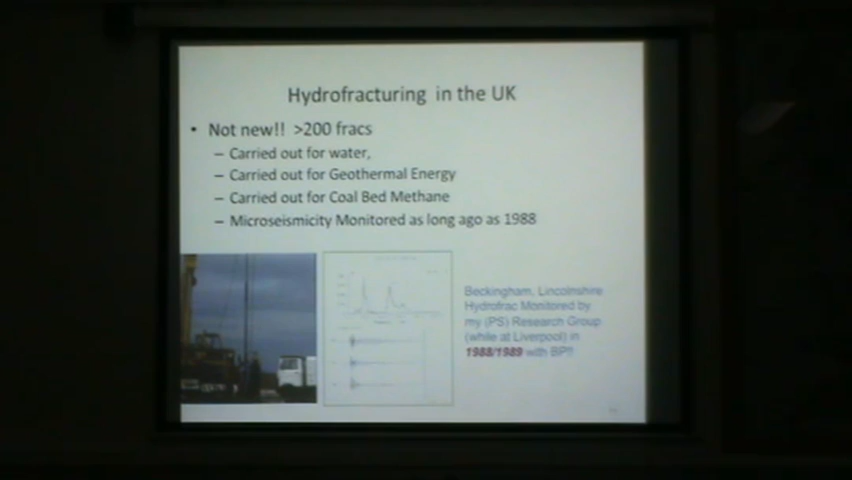 Hydrofracturing in the UK
• Not new!! >200 fracs
– Carried out for water,
– Carried out for Geothermal Energy
– Carried out for Coal Bed Methane
– Microseismicity Monitored as long ago as 1988
Beckingham, Lincolnshire
Hydrofrac Monitored by
my (PS) Research Group
(while at Liverpool) in
1988/1989 with BP!!